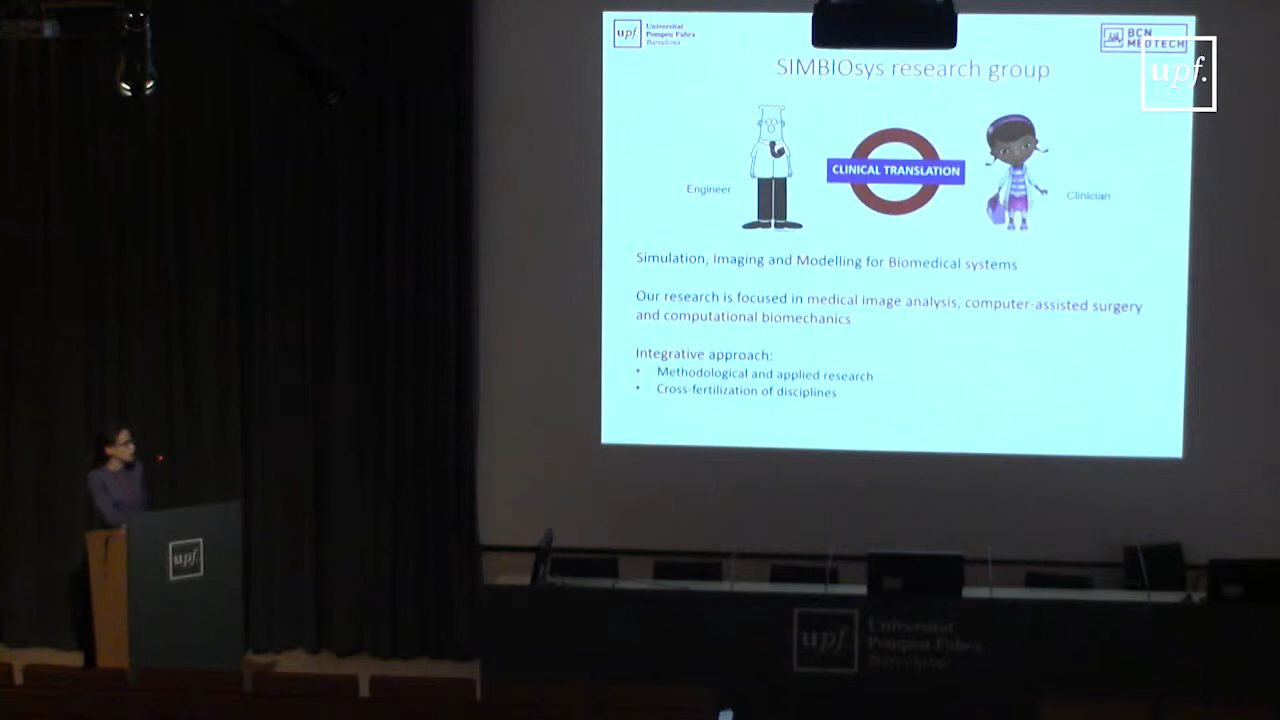 upf.
Universitat
Pompeu Fabra
Barcelona
BCN
MEDTECH
upf.
SIMBIOsys research group
Engineer
CLINICAL TRANSLATION
Clinician
Simulation, Imaging and Modelling for Biomedical systems
Our research is focused in medical image analysis, computer-assisted surgery
and computational biomechanics
Integrative approach:
• Methodological and applied research
• Cross-fertilization of disciplines
upf.
upf.
Universitat
Pompeu Fabra
Barcelona